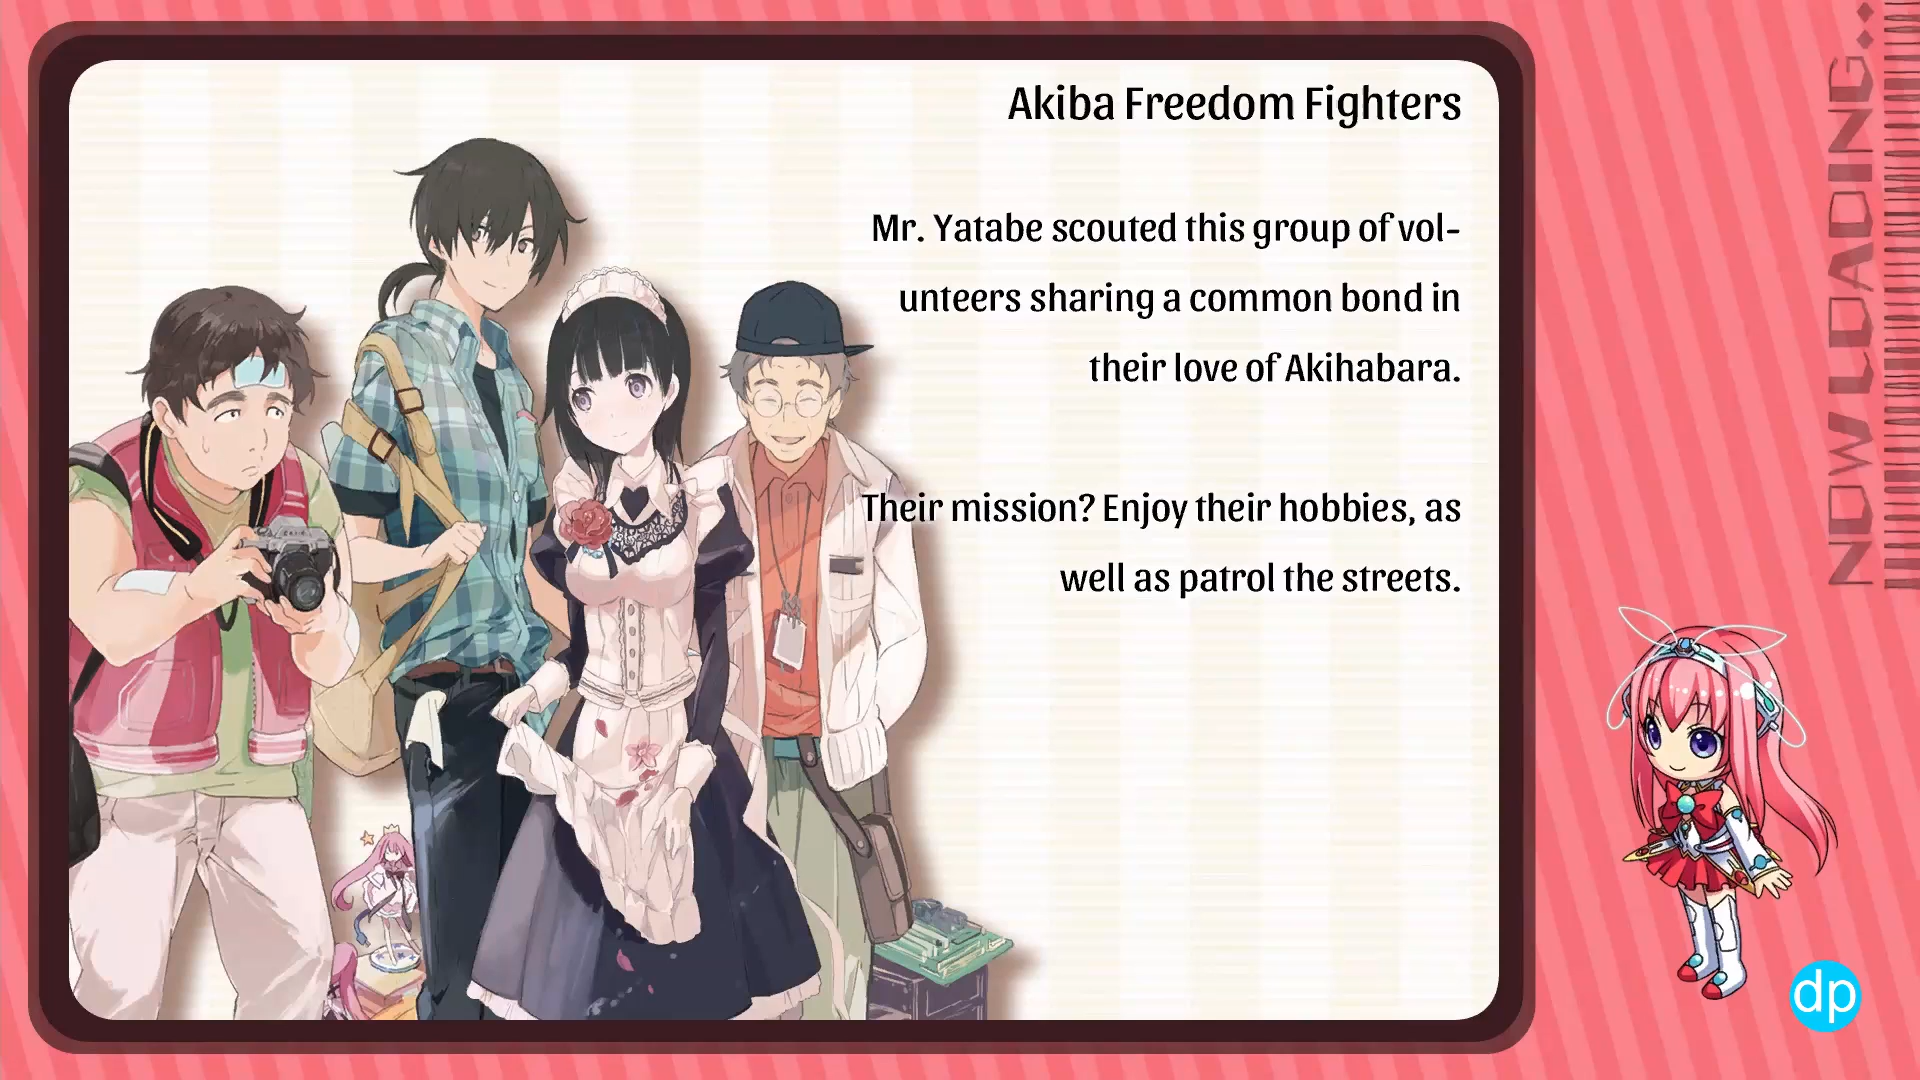 Akiba Freedom Fighters
Mr. Yatabe scouted this group of vol-
unteers sharing a common bond in
their love of Akihabara.
Their mission? Enjoy their hobbies, as
well as patrol the streets.
NOW LOADING..
dp